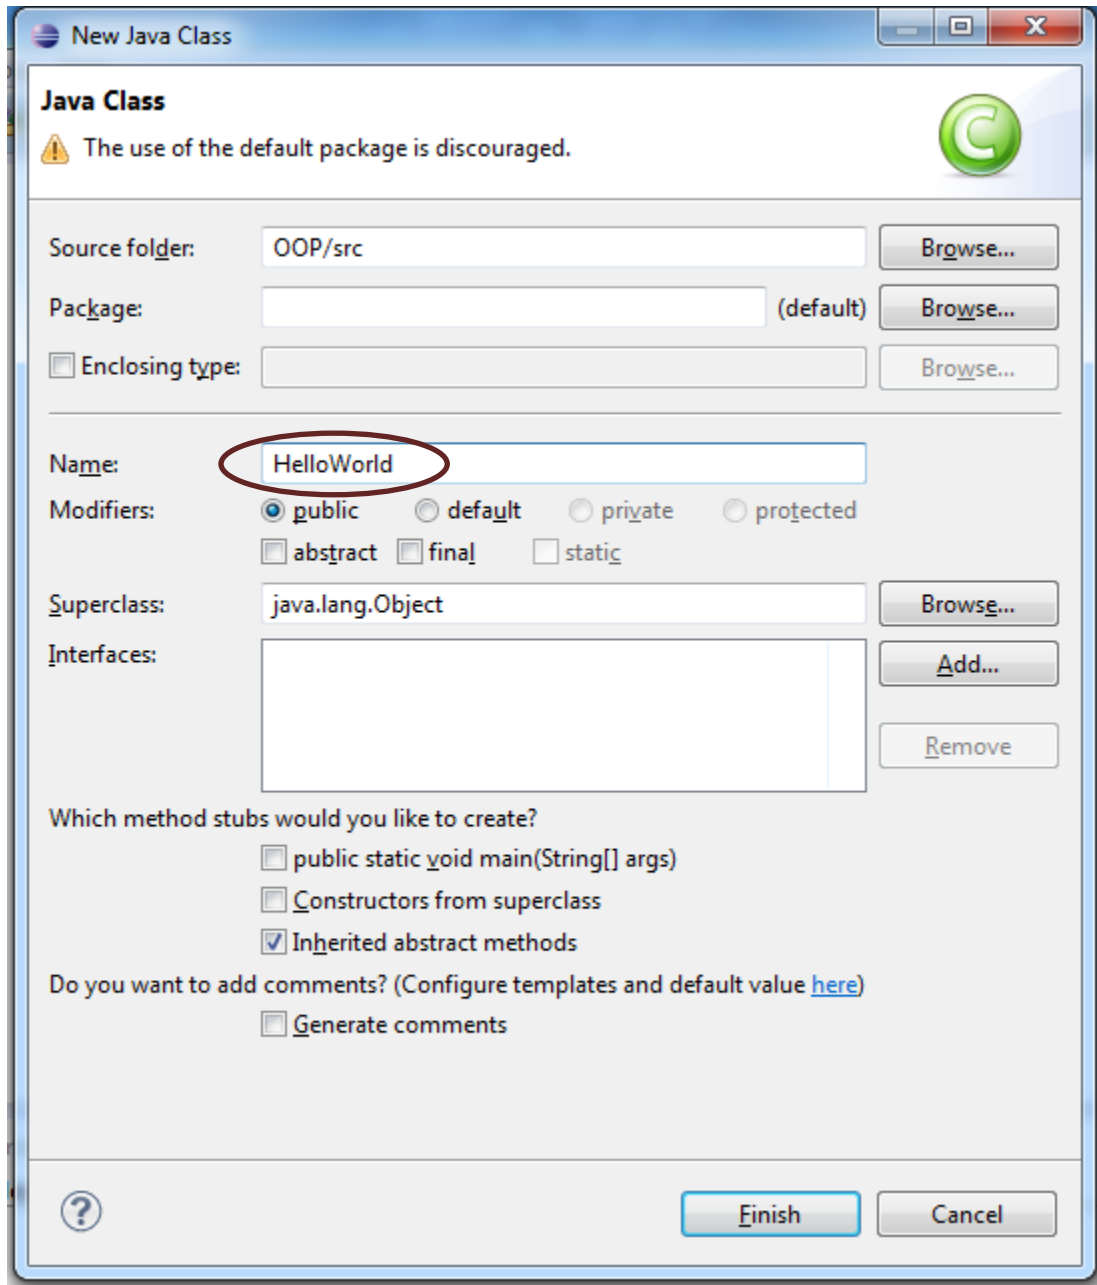 New Java Class
Java Class
The use of the default package is discouraged.
Source folder: OOP/src Browse...
Package: (default) Browse...
Enclosing type: Browse...
Name: HelloWorld
Modifiers: public default private protected
abstract final static
Superclass: java.lang.Object Browse...
Interfaces: Add...
Remove
Which method stubs would you like to create?
public static void main(String[] args)
Constructors from superclass
Inherited abstract methods
Do you want to add comments? (Configure templates and default value here)
Generate comments
Finish Cancel